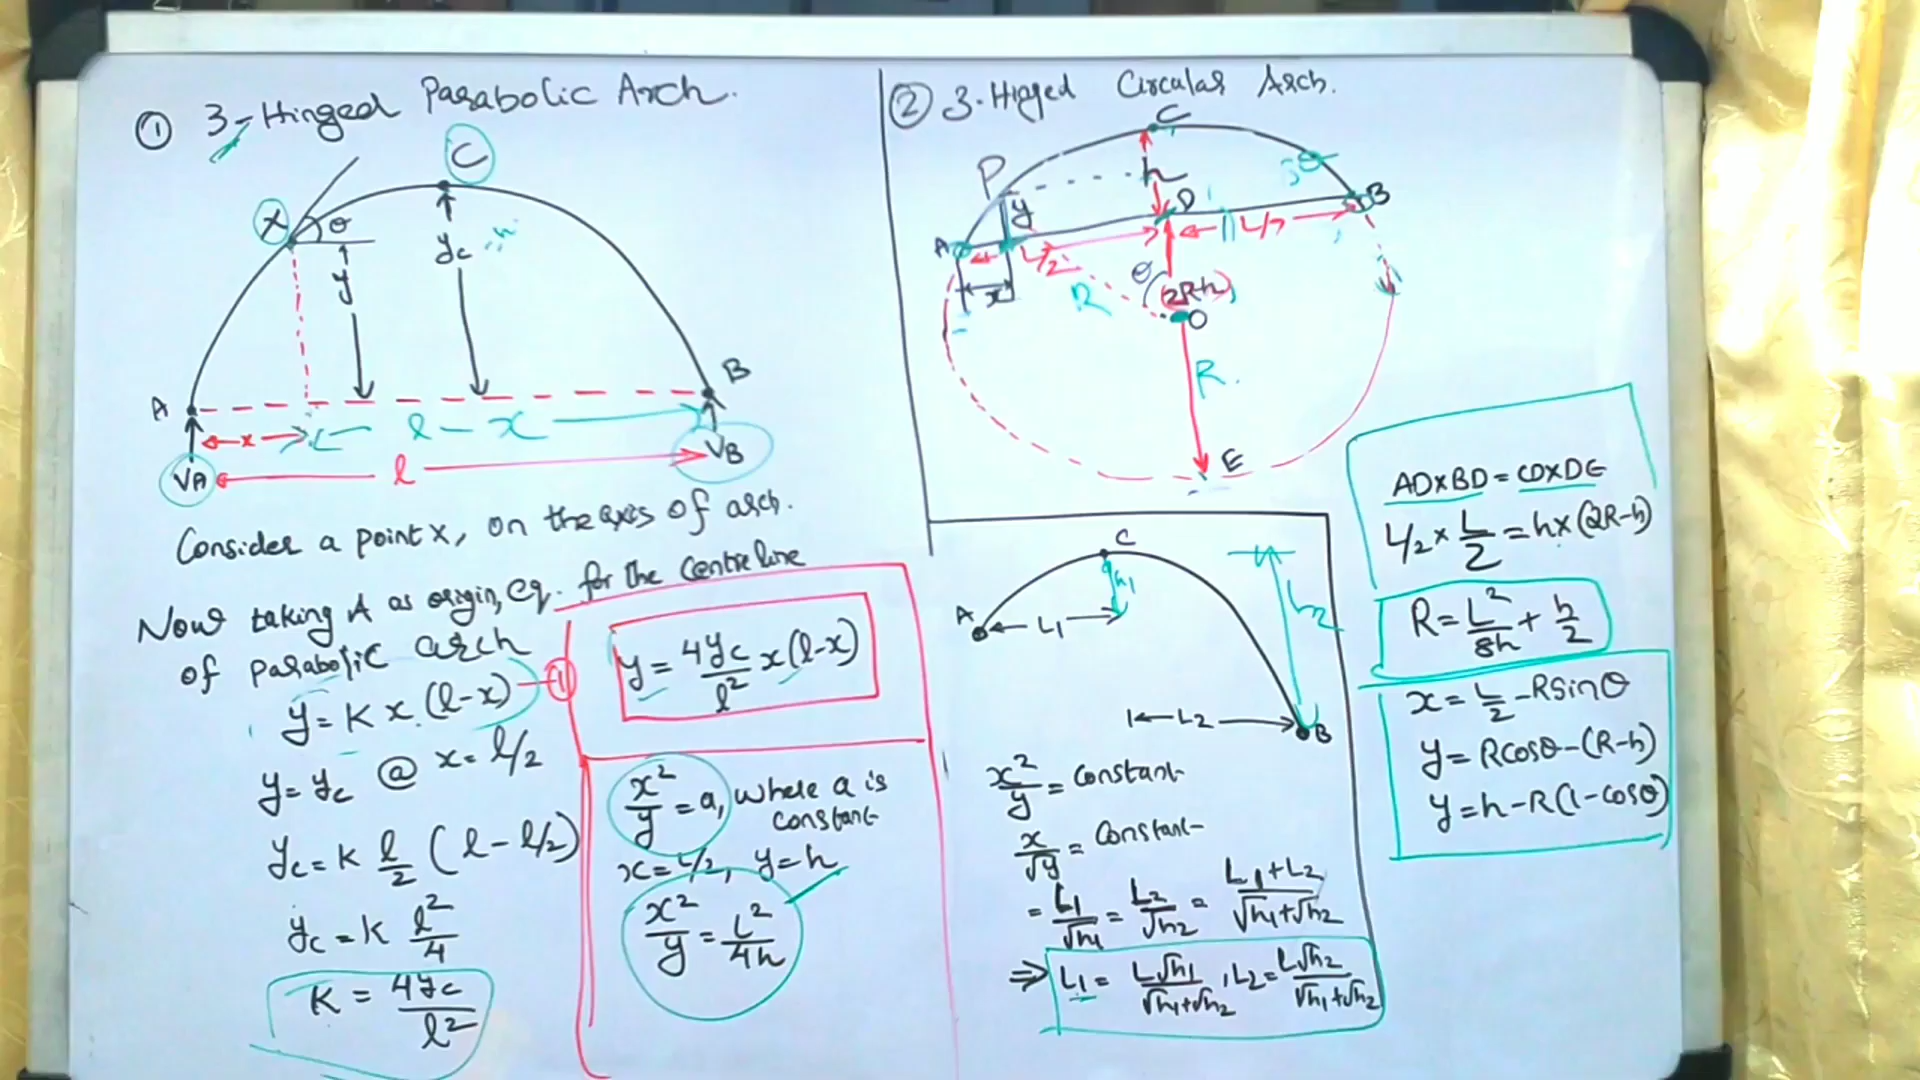 ① 3-Hinged Parabolic Arch.
C
X
θ
yc
h
y
A
B
x
l - x
VA
VB
l
Consider a point x, on the axis of arch.
Now taking A as origin, eq. for the centre line
of parabolic arch
y = K x (l-x) - ①
y = yc @ x = l/2
yc = K l/2 (l - l/2)
yc = K l²/4
K = 4yc/l²
y = 4yc/l² x(l-x)
x²/y = a, where a is
constant
x = L/2, y = h
x²/y = L²/4h
② 3-Hinged Circular Arch.
C
P
h
D
B
y
A
L/2
L/2
x
θ
R
(2R-h)
O
R.
E
AD×BD = CD×DE
L/2 × L/2 = h×(2R-h)
R = L²/8h + h/2
x = L/2 - R sin θ
y = R cos θ - (R-h)
y = h - R(1 - cos θ)
C
h1
h2
A
L1
L2
B
x²/y = constant
x/√y = constant
= L1/√h1 = L2/√h2 = L1+L2/√h1+√h2
⇒ L1 = L√h1/√h1+√h2, L2 = L√h2/√h1+√h2